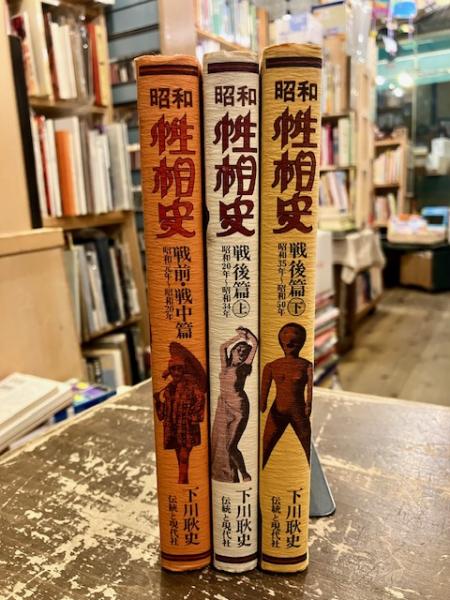 昭和
性相史
戦前・戦中篇
昭和元年〜昭和20年
下川耿史
伝統と現代社
昭和
性相史
戦後篇㊤
昭和20年〜昭和34年
下川耿史
伝統と現代社
昭和
性相史
戦後篇㊦
昭和35年〜昭和50年
下川耿史
伝統と現代社